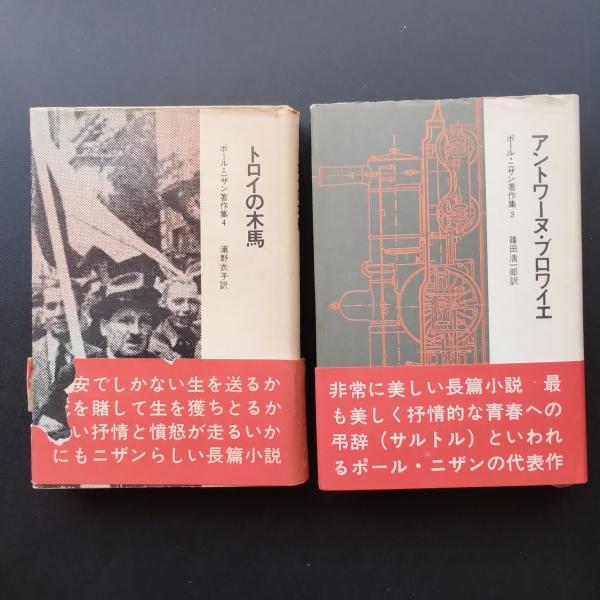 トロイの木馬
ポール・ニザン著作集 4
浦野衣子訳
安でしかない生を送るか
を賭して生を獲ちとるか
い抒情と憤怒が走るいか
にもニザンらしい長篇小説
アントワーヌ・ブロワイエ
ポール・ニザン著作集 3
篠田浩一郎訳
非常に美しい長篇小説 最
も美しく抒情的な青春への
弔辞（サルトル）といわれ
るポール・ニザンの代表作